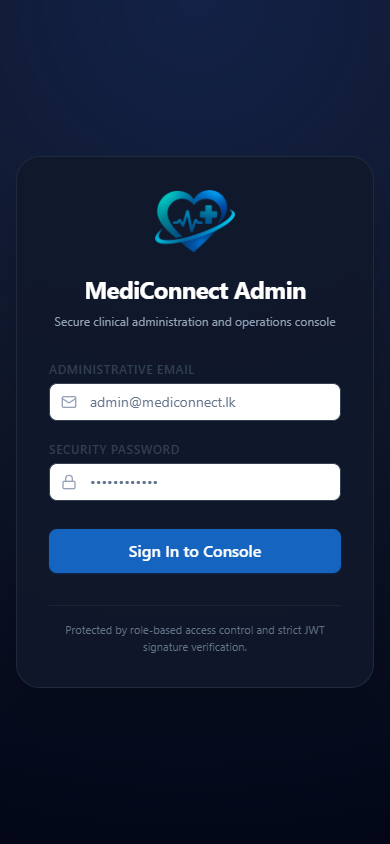 MediConnect Admin
Secure clinical administration and operations console
ADMINISTRATIVE EMAIL
admin@mediconnect.lk
SECURITY PASSWORD
••••••••••••
Sign In to Console
Protected by role-based access control and strict JWT
signature verification.